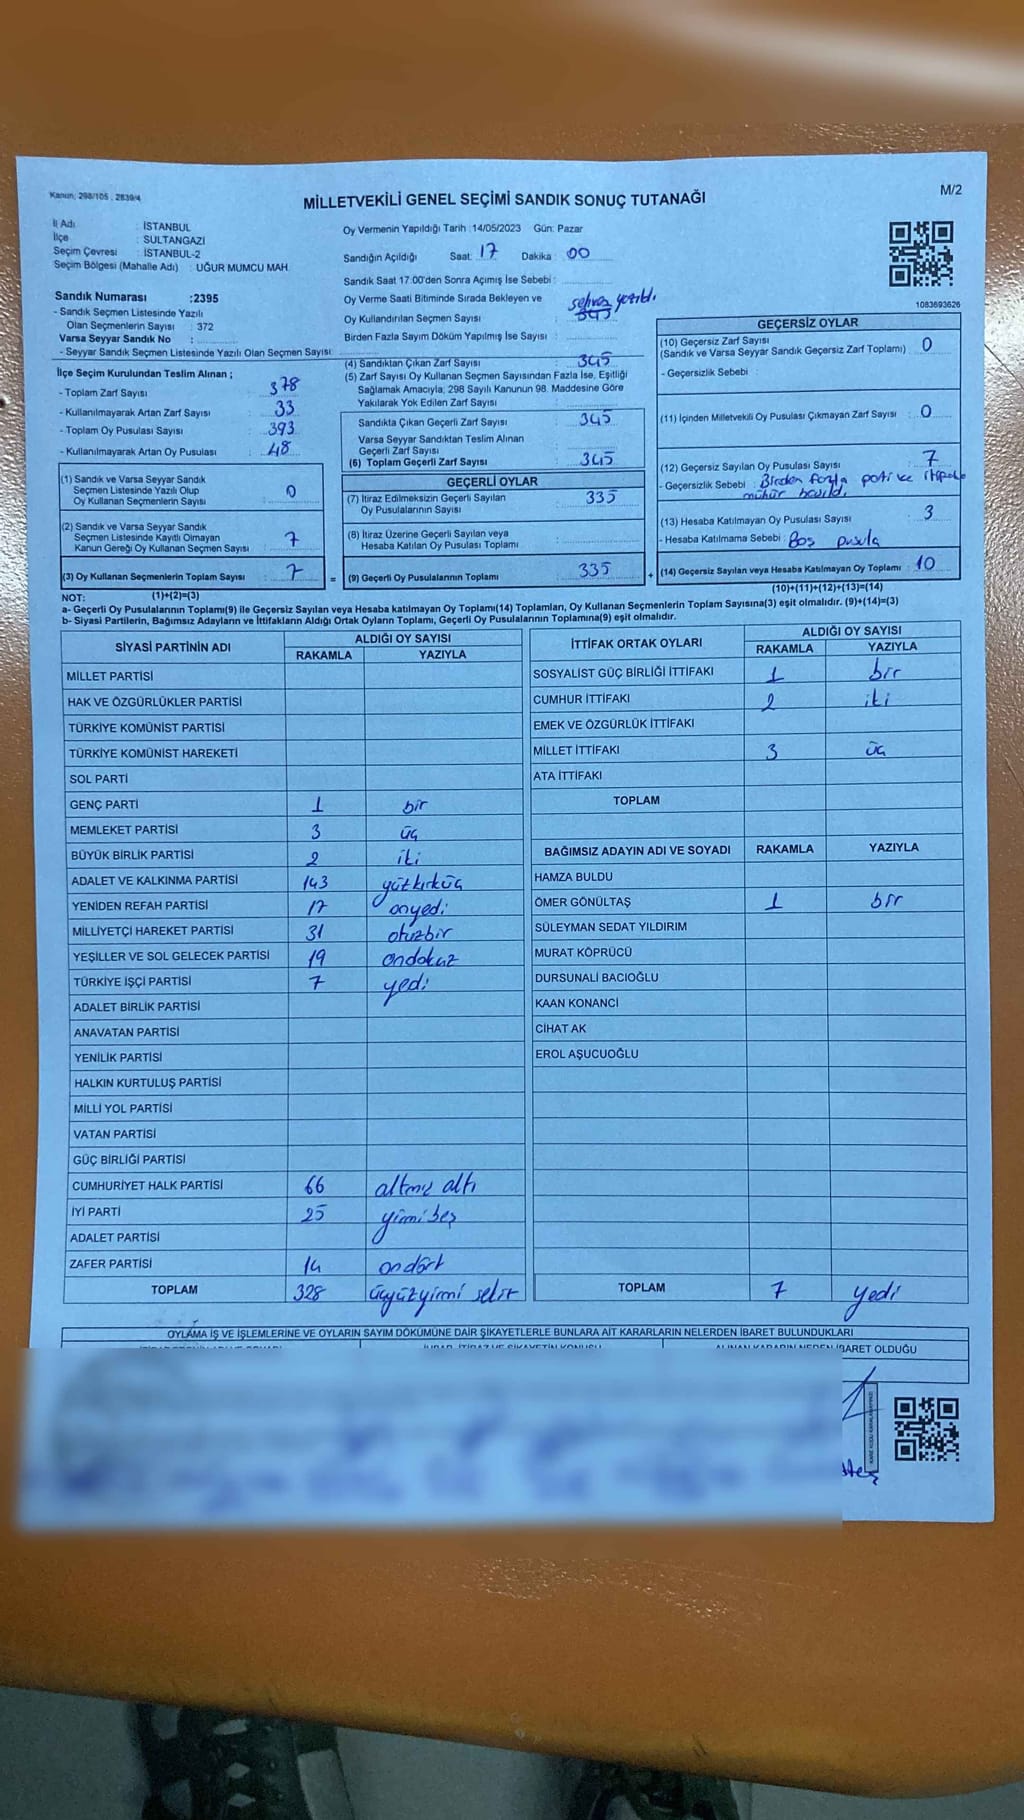 Kanun: 298/105 , 2839/4
MİLLETVEKİLİ GENEL SEÇİMİ SANDIK SONUÇ TUTANAĞI
M/2
İl Adı : İSTANBUL
İlçe : SULTANGAZİ
Seçim Çevresi : İSTANBUL-2
Seçim Bölgesi (Mahalle Adı) : UĞUR MUMCU MAH.
Sandık Numarası :2395
- Sandık Seçmen Listesinde Yazılı
Olan Seçmenlerin Sayısı : 372
Varsa Seyyar Sandık No :
- Seyyar Sandık Seçmen Listesinde Yazılı Olan Seçmen Sayısı:
İlçe Seçim Kurulundan Teslim Alınan ;
- Toplam Zarf Sayısı : 378
- Kullanılmayarak Artan Zarf Sayısı : 33
- Toplam Oy Pusulası Sayısı : 393
- Kullanılmayarak Artan Oy Pusulası : 48
Oy Vermenin Yapıldığı Tarih :14/05/2023 Gün: Pazar
Sandığın Açıldığı Saat: 17 Dakika : 00
Sandık Saat 17:00'den Sonra Açımış İse Sebebi :
Oy Verme Saati Bitiminde Sırada Bekleyen ve
Oy Kullandırılan Seçmen Sayısı : sehven yazıldı.
345
Birden Fazla Sayım Döküm Yapılmış İse Sayısı :
(4) Sandıktan Çıkan Zarf Sayısı : 345
(5) Zarf Sayısı Oy Kullanan Seçmen Sayısından Fazla İse, Eşitliği
Sağlamak Amacıyla; 298 Sayılı Kanunun 98. Maddesine Göre
Yakılarak Yok Edilen Zarf Sayısı :
Sandıkta Çıkan Geçerli Zarf Sayısı : 345
Varsa Seyyar Sandıktan Teslim Alınan
Geçerli Zarf Sayısı :
(6) Toplam Geçerli Zarf Sayısı : 345
1083693626
GEÇERSİZ OYLAR
(10) Geçersiz Zarf Sayısı
(Sandık ve Varsa Seyyar Sandık Geçersiz Zarf Toplamı) : 0
- Geçersizlik Sebebi :
(11) İçinden Milletvekili Oy Pusulası Çıkmayan Zarf Sayısı : 0
(12) Geçersiz Sayılan Oy Pusulası Sayısı : 7
- Geçersizlik Sebebi : Birden fazla parti ve ittifaka
mühür basıldı.
(13) Hesaba Katılmayan Oy Pusulası Sayısı : 3
- Hesaba Katılmama Sebebi : Boş pusula
(14) Geçersiz Sayılan veya Hesaba Katılmayan Oy Toplamı : 10
(10)+(11)+(12)+(13)=(14)
(1) Sandık ve Varsa Seyyar Sandık
Seçmen Listesinde Yazılı Olup
Oy Kullanan Seçmenlerin Sayısı : 0
(2) Sandık ve Varsa Seyyar Sandık
Seçmen Listesinde Kayıtlı Olmayan
Kanun Gereği Oy Kullanan Seçmen Sayısı : 7
(3) Oy Kullanan Seçmenlerin Toplam Sayısı : 7 =
(1)+(2)=(3)
GEÇERLİ OYLAR
(7) İtiraz Edilmeksizin Geçerli Sayılan
Oy Pusulalarının Sayısı : 335
(8) İtiraz Üzerine Geçerli Sayılan veya
Hesaba Katılan Oy Pusulası Toplamı :
(9) Geçerli Oy Pusulalarının Toplamı : 335 +
NOT:
a- Geçerli Oy Pusulalarının Toplamı(9) ile Geçersiz Sayılan veya Hesaba katılmayan Oy Toplamı(14) Toplamları, Oy Kullanan Seçmenlerin Toplam Sayısına(3) eşit olmalıdır. (9)+(14)=(3)
b- Siyasi Partilerin, Bağımsız Adayların ve İttifakların Aldığı Ortak Oyların Toplamı, Geçerli Oy Pusulalarının Toplamına(9) eşit olmalıdır.
SİYASİ PARTİNİN ADI ALDIĞI OY SAYISI
RAKAMLA YAZIYLA
MİLLET PARTİSİ
HAK VE ÖZGÜRLÜKLER PARTİSİ
TÜRKİYE KOMÜNİST PARTİSİ
TÜRKİYE KOMÜNİST HAREKETİ
SOL PARTİ
GENÇ PARTİ 1 bir
MEMLEKET PARTİSİ 3 üç
BÜYÜK BİRLİK PARTİSİ 2 iki
ADALET VE KALKINMA PARTİSİ 143 yüzkırküç
YENİDEN REFAH PARTİSİ 17 onyedi
MİLLİYETÇİ HAREKET PARTİSİ 31 otuzbir
YEŞİLLER VE SOL GELECEK PARTİSİ 19 ondokuz
TÜRKİYE İŞÇİ PARTİSİ 7 yedi
ADALET BİRLİK PARTİSİ
ANAVATAN PARTİSİ
YENİLİK PARTİSİ
HALKIN KURTULUŞ PARTİSİ
MİLLİ YOL PARTİSİ
VATAN PARTİSİ
GÜÇ BİRLİĞİ PARTİSİ
CUMHURİYET HALK PARTİSİ 66 altmış altı
İYİ PARTİ 25 yirmibeş
ADALET PARTİSİ
ZAFER PARTİSİ 14 ondört
TOPLAM 328 üçyüzyirmi sekiz
İTTİFAK ORTAK OYLARI ALDIĞI OY SAYISI
RAKAMLA YAZIYLA
SOSYALİST GÜÇ BİRLİĞİ İTTİFAKI 1 bir
CUMHUR İTTİFAKI 2 iki
EMEK VE ÖZGÜRLÜK İTTİFAKI
MİLLET İTTİFAKI 3 üç
ATA İTTİFAKI
TOPLAM
BAĞIMSIZ ADAYIN ADI VE SOYADI RAKAMLA YAZIYLA
HAMZA BULDU
ÖMER GÖNÜLTAŞ 1 bir
SÜLEYMAN SEDAT YILDIRIM
MURAT KÖPRÜCÜ
DURSUNALİ BACIOĞLU
KAAN KONANCİ
CİHAT AK
EROL AŞUCUOĞLU
TOPLAM 7 yedi
OYLAMA İŞ VE İŞLEMLERİNE VE OYLARIN SAYIM DÖKÜMÜNE DAİR ŞİKAYETLERLE BUNLARA AİT KARARLARIN NELERDEN İBARET BULUNDUKLARI
İBARET OLDUĞU